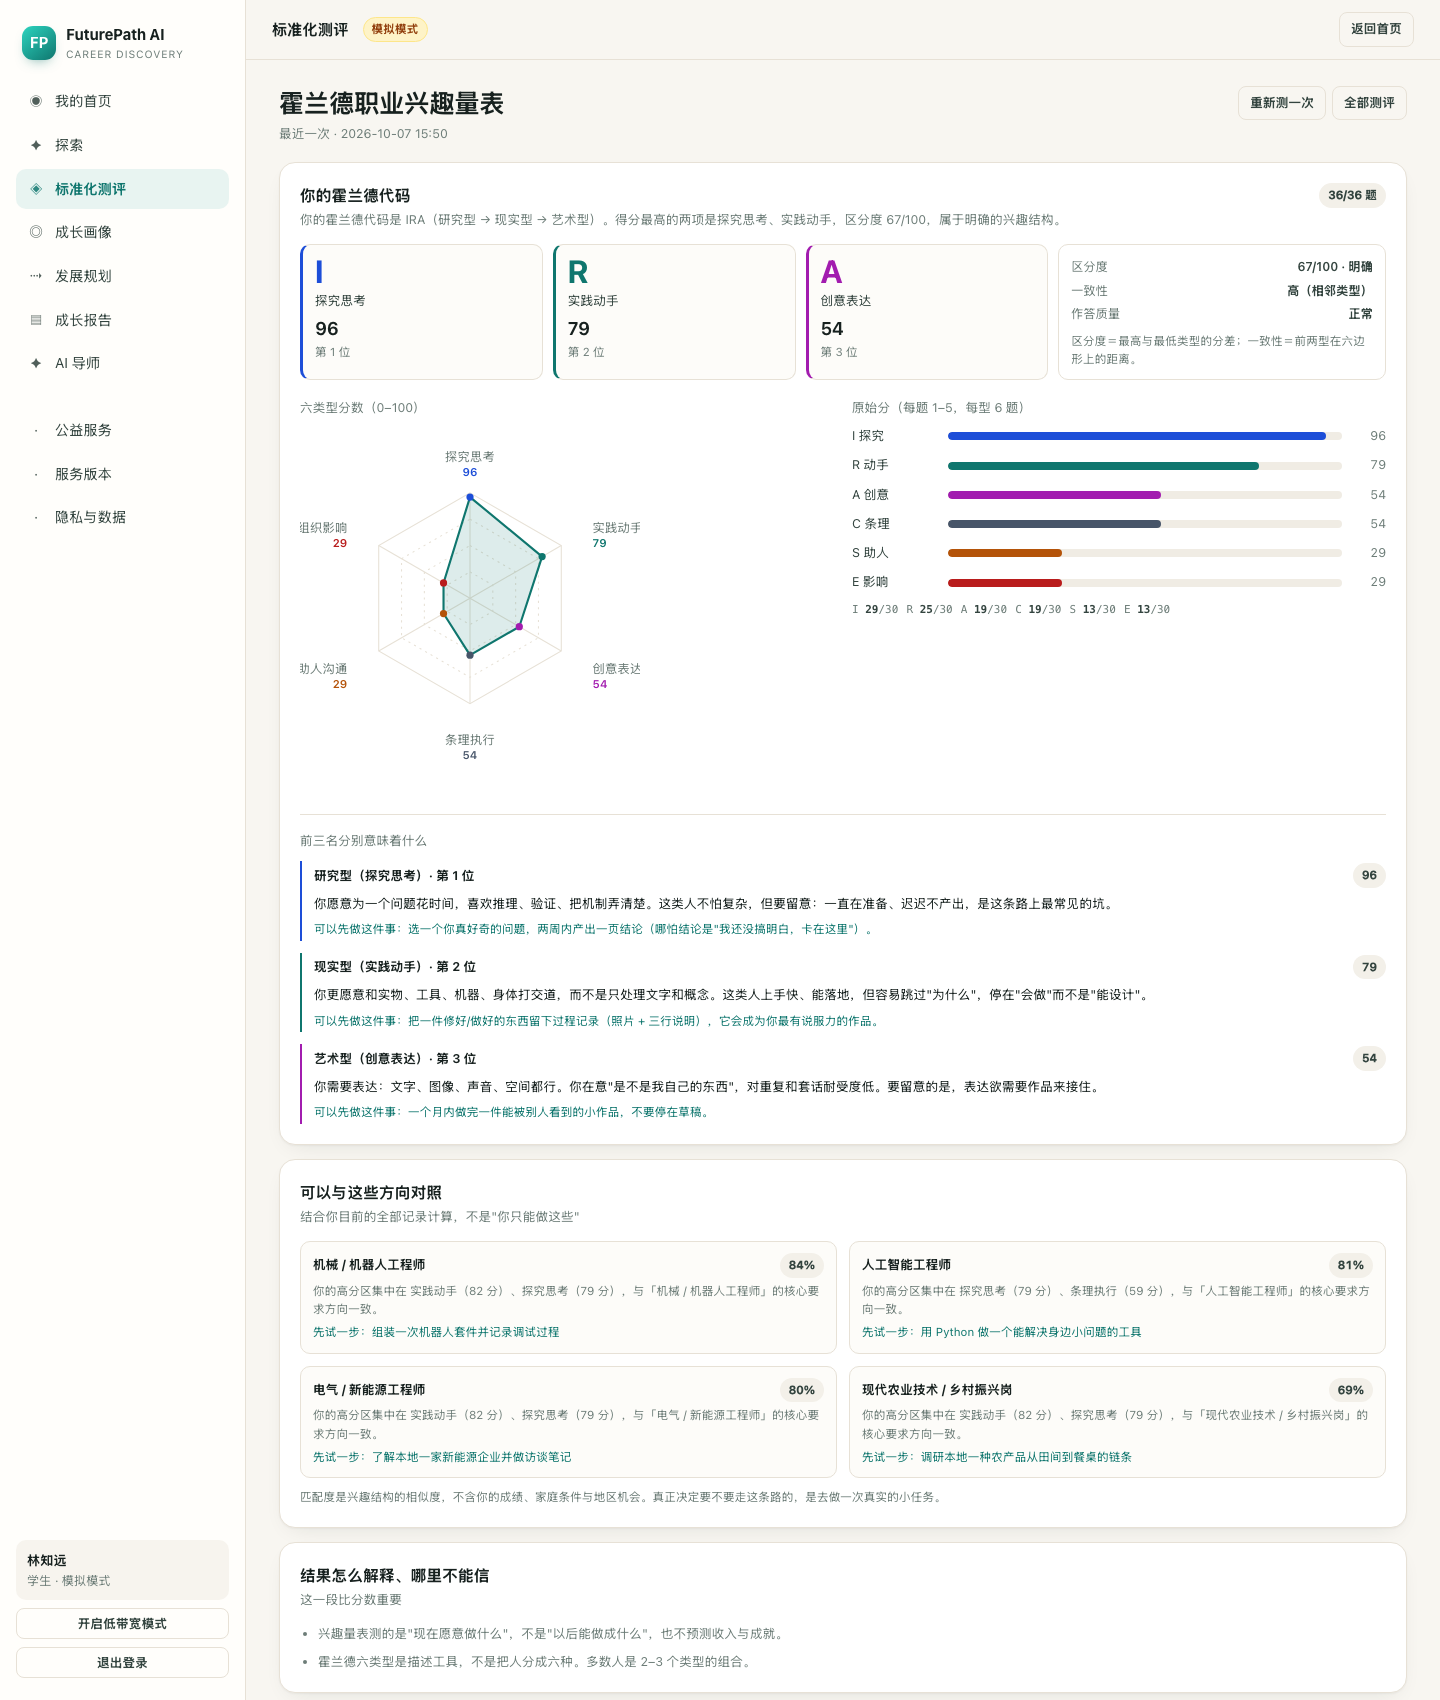 FP
FuturePath AI
CAREER DISCOVERY
我的首页
探索
标准化测评
成长画像
发展规划
成长报告
AI 导师
公益服务
服务版本
隐私与数据
林知远
学生 · 模拟模式
开启低带宽模式
退出登录
标准化测评 模拟模式
返回首页
霍兰德职业兴趣量表
最近一次 · 2026-10-07 15:50
重新测一次 全部测评
你的霍兰德代码
36/36 题
你的霍兰德代码是 IRA（研究型 → 现实型 → 艺术型）。得分最高的两项是探究思考、实践动手，区分度 67/100，属于明确的兴趣结构。
I
探究思考
96
第 1 位
R
实践动手
79
第 2 位
A
创意表达
54
第 3 位
区分度 67/100 · 明确
一致性 高（相邻类型）
作答质量 正常
区分度＝最高与最低类型的分差；一致性＝前两型在六边
形上的距离。
六类型分数（0–100）
探究思考
96
实践动手
79
创意表达
54
条理执行
54
助人沟通
29
组织影响
29
原始分（每题 1–5，每型 6 题）
I 探究 96
R 动手 79
A 创意 54
C 条理 54
S 助人 29
E 影响 29
I 29/30 R 25/30 A 19/30 C 19/30 S 13/30 E 13/30
前三名分别意味着什么
研究型（探究思考）· 第 1 位 96
你愿意为一个问题花时间，喜欢推理、验证、把机制弄清楚。这类人不怕复杂，但要留意：一直在准备、迟迟不产出，是这条路上最常见的坑。
可以先做这件事：选一个你真好奇的问题，两周内产出一页结论（哪怕结论是"我还没搞明白，卡在这里"）。
现实型（实践动手）· 第 2 位 79
你更愿意和实物、工具、机器、身体打交道，而不是只处理文字和概念。这类人上手快、能落地，但容易跳过"为什么"，停在"会做"而不是"能设计"。
可以先做这件事：把一件修好/做好的东西留下过程记录（照片 + 三行说明），它会成为你最有说服力的作品。
艺术型（创意表达）· 第 3 位 54
你需要表达：文字、图像、声音、空间都行。你在意"是不是我自己的东西"，对重复和套话耐受度低。要留意的是，表达欲需要作品来接住。
可以先做这件事：一个月内做完一件能被别人看到的小作品，不要停在草稿。
可以与这些方向对照
结合你目前的全部记录计算，不是"你只能做这些"
机械 / 机器人工程师 84%
你的高分区集中在 实践动手（82 分）、探究思考（79 分），与「机械 / 机器人工程师」的核心要
求方向一致。
先试一步：组装一次机器人套件并记录调试过程
人工智能工程师 81%
你的高分区集中在 探究思考（79 分）、条理执行（59 分），与「人工智能工程师」的核心要求方
向一致。
先试一步：用 Python 做一个能解决身边小问题的工具
电气 / 新能源工程师 80%
你的高分区集中在 实践动手（82 分）、探究思考（79 分），与「电气 / 新能源工程师」的核心要
求方向一致。
先试一步：了解本地一家新能源企业并做访谈笔记
现代农业技术 / 乡村振兴岗 69%
你的高分区集中在 实践动手（82 分）、探究思考（79 分），与「现代农业技术 / 乡村振兴岗」的
核心要求方向一致。
先试一步：调研本地一种农产品从田间到餐桌的链条
匹配度是兴趣结构的相似度，不含你的成绩、家庭条件与地区机会。真正决定要不要走这条路的，是去做一次真实的小任务。
结果怎么解释、哪里不能信
这一段比分数重要
• 兴趣量表测的是"现在愿意做什么"，不是"以后能做成什么"，也不预测收入与成就。
• 霍兰德六类型是描述工具，不是把人分成六种。多数人是 2–3 个类型的组合。